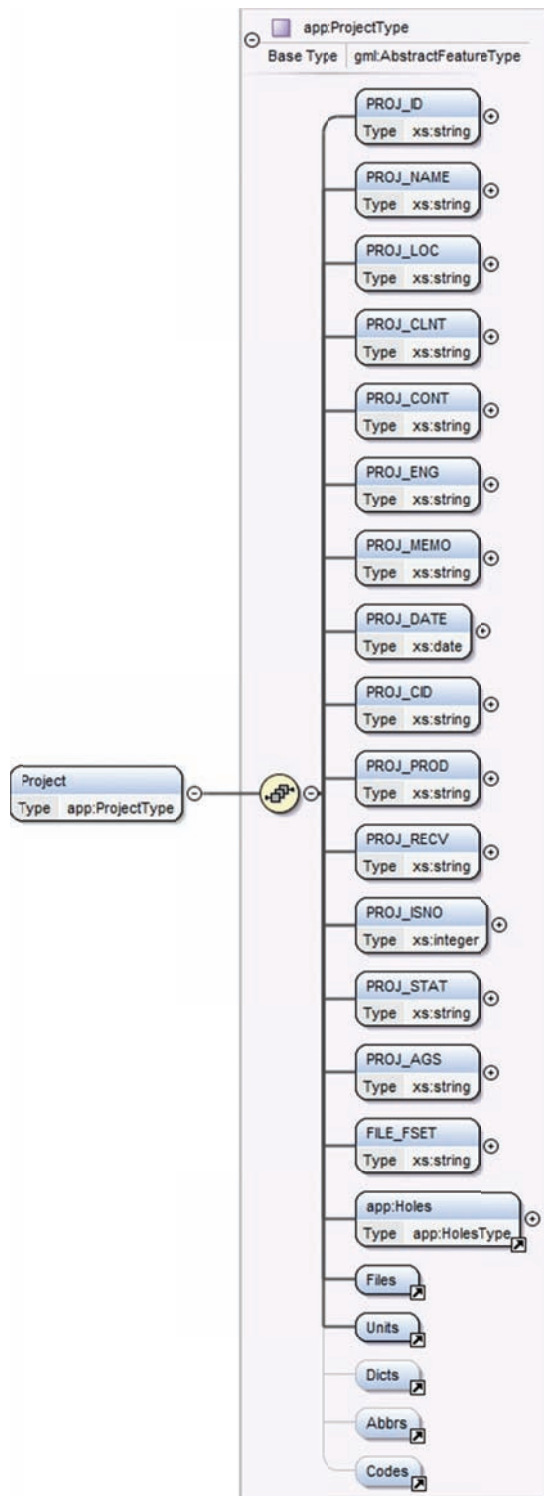 app:ProjectType
Base Type gml:AbstractFeatureType
PROJ_ID
Type xs:string
PROJ_NAME
Type xs:string
PROJ_LOC
Type xs:string
PROJ_CLNT
Type xs:string
PROJ_CONT
Type xs:string
PROJ_ENG
Type xs:string
PROJ_MEMO
Type xs:string
PROJ_DATE
Type xs:date
PROJ_CID
Type xs:string
Project
Type app:ProjectType
PROJ_PROD
Type xs:string
PROJ_RECV
Type xs:string
PROJ_ISNO
Type xs:integer
PROJ_STAT
Type xs:string
PROJ_AGS
Type xs:string
FILE_FSET
Type xs:string
app:Holes
Type app:HolesType
Files
Units
Dicts
Abbrs
Codes